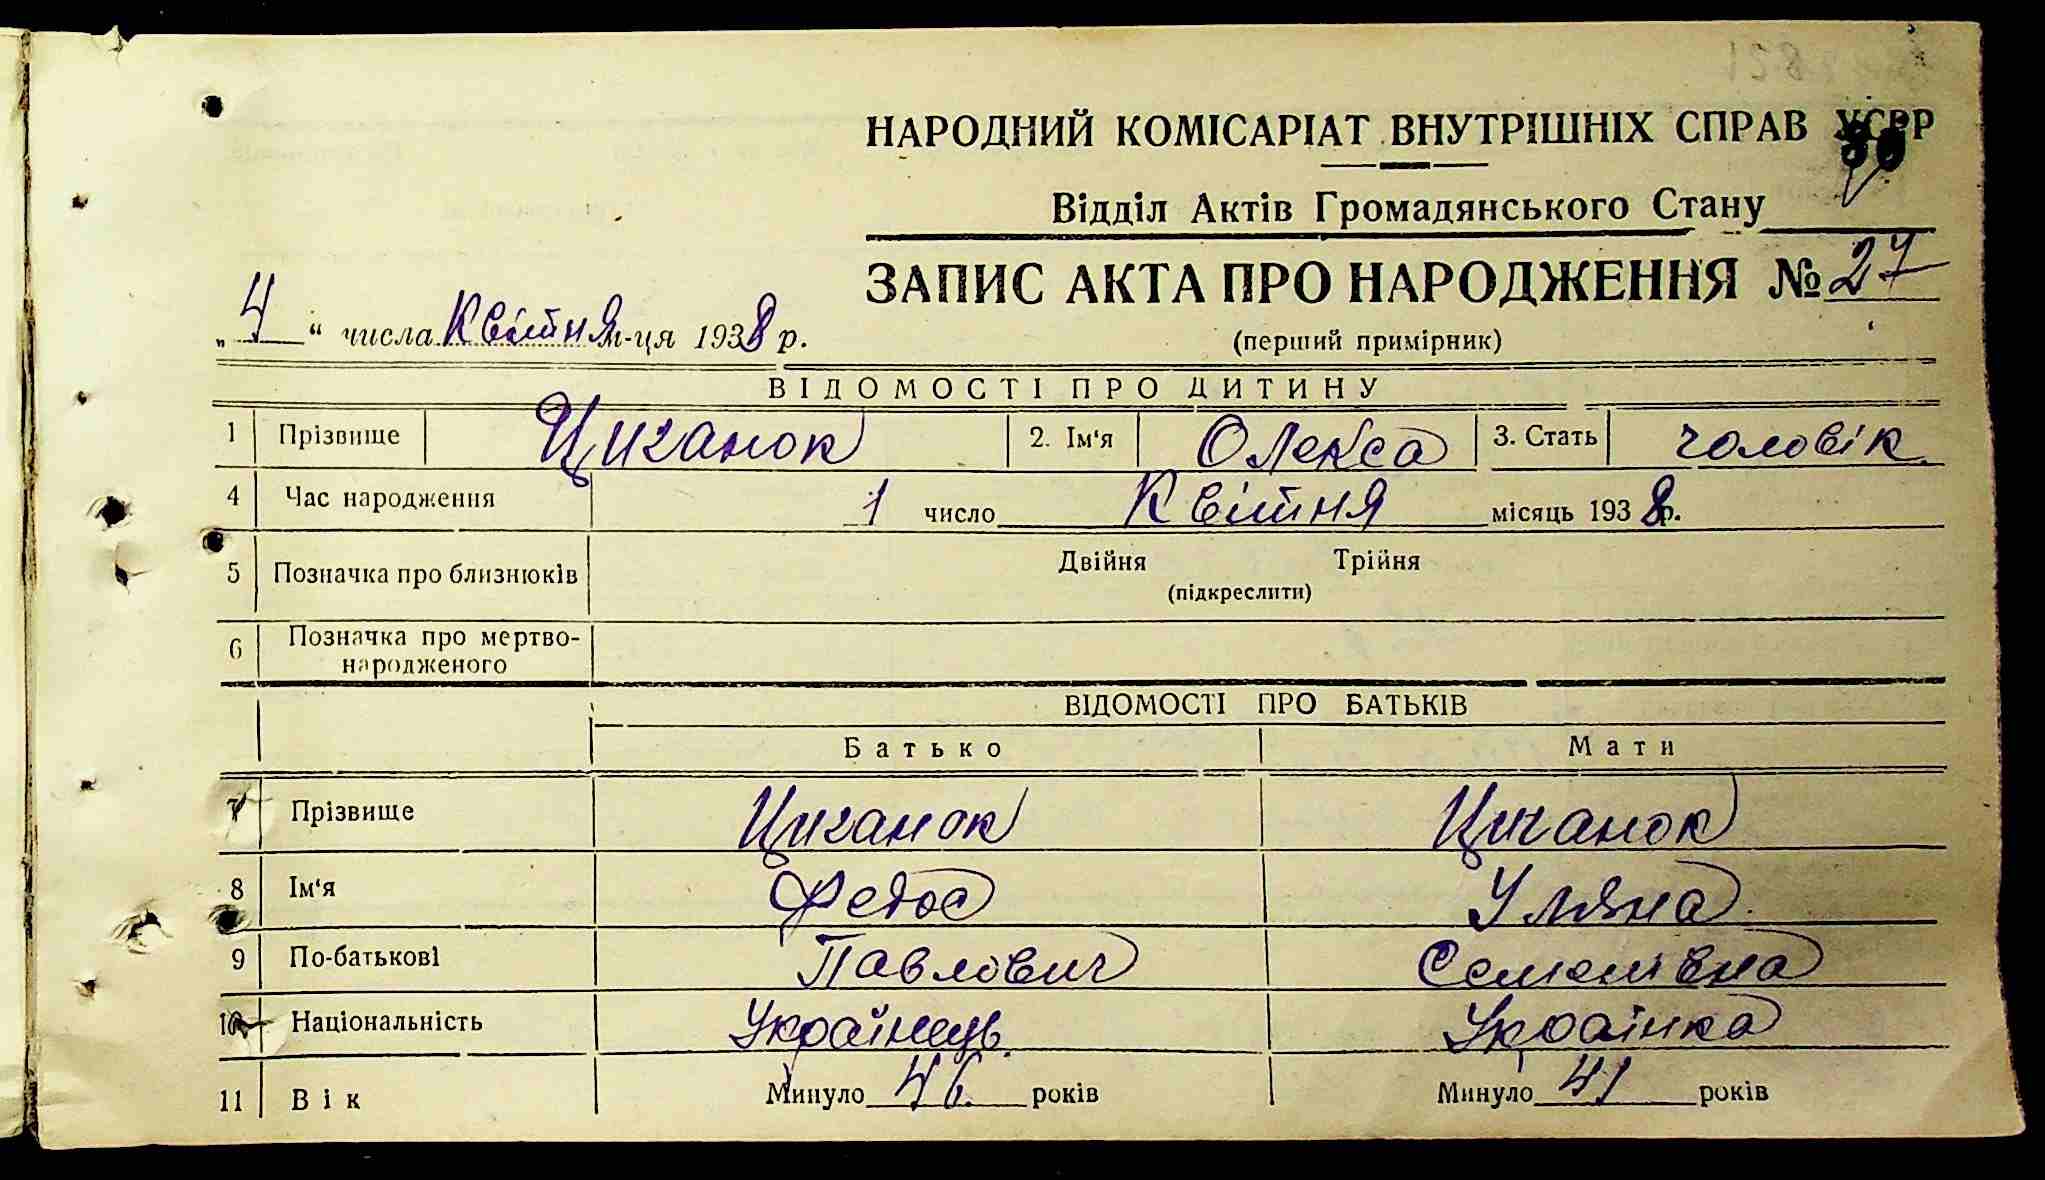 НАРОДНИЙ КОМІСАРІАТ ВНУТРІШНІХ СПРАВ УСРР
80
Відділ Актів Громадянського Стану
ЗАПИС АКТА ПРО НАРОДЖЕННЯ № 27
„4“ числа Квітня м-ця 1938 р.
(перший примірник)
ВІДОМОСТІ ПРО ДИТИНУ
1 Прізвище Циганок 2. Ім'я Олекса 3. Стать чоловік
4 Час народження 1 число Квітня місяць 1938 р.
5 Позначка про близнюків Двійня Трійня
(підкреслити)
6 Позначка про мертво-
народженого
ВІДОМОСТІ ПРО БАТЬКІВ
Батько Мати
7 Прізвище Циганок Циганок
8 Ім'я Федос Уляна
9 По-батькові Павлович Семенівна
10 Національність Українець Українка
11 Вік Минуло 46 років Минуло 41 років